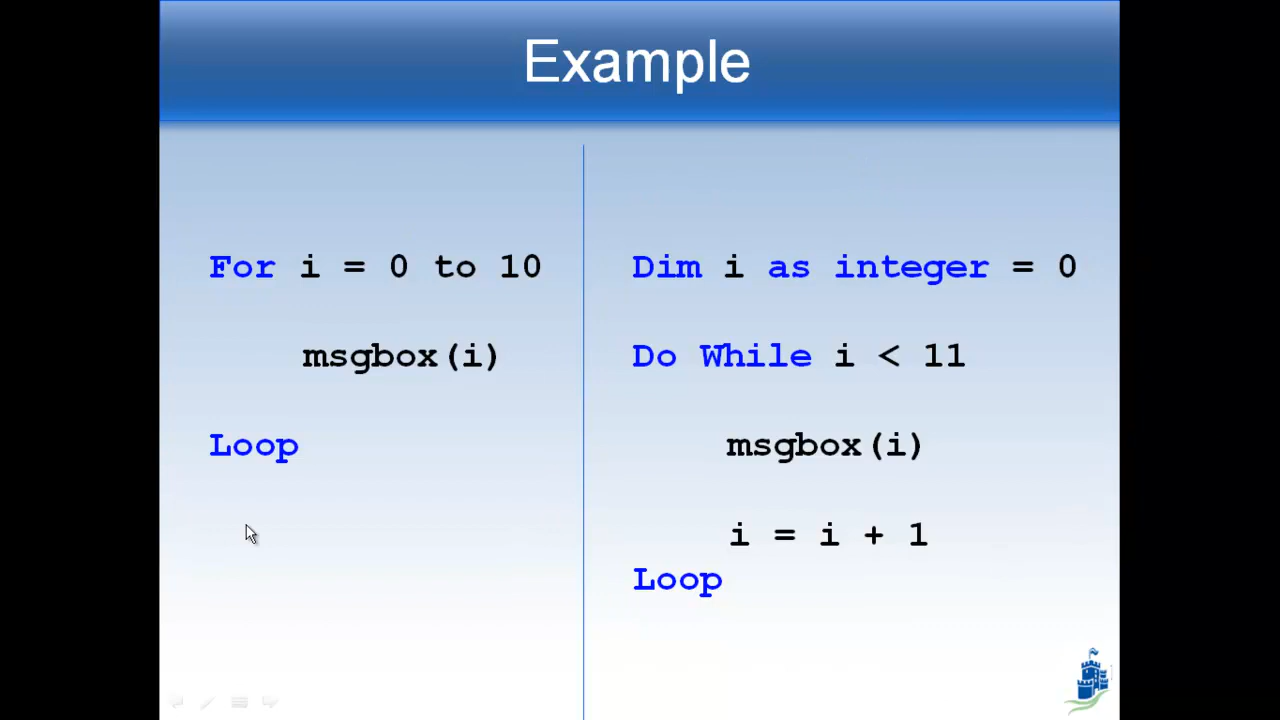 Example
For i = 0 to 10
msgbox(i)
Loop
Dim i as integer = 0
Do While i < 11
msgbox(i)
i = i + 1
Loop